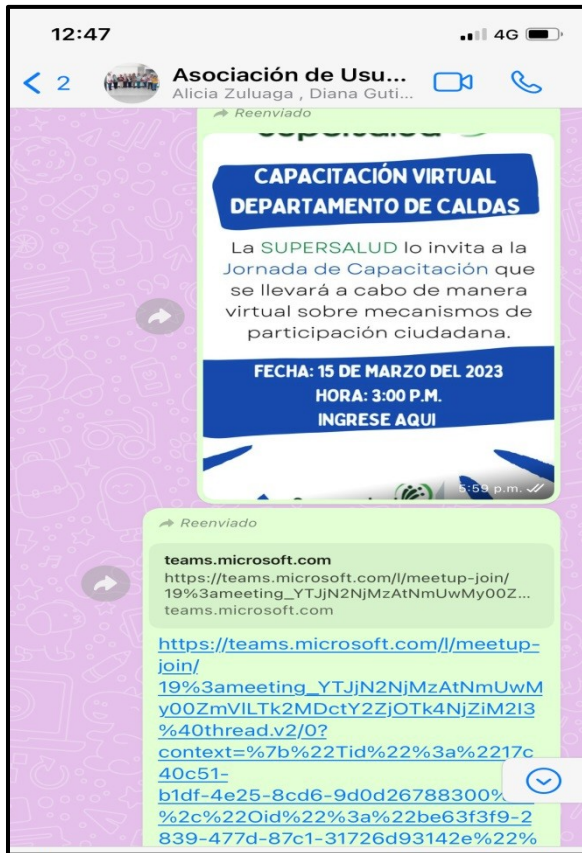 12:47
4G
2
Asociación de Usu...
Alicia Zuluaga , Diana Guti...
Reenviado
CAPACITACIÓN VIRTUAL
DEPARTAMENTO DE CALDAS
La SUPERSALUD lo invita a la
Jornada de Capacitación que
se llevará a cabo de manera
virtual sobre mecanismos de
participación ciudadana.
FECHA: 15 DE MARZO DEL 2023
HORA: 3:00 P.M.
INGRESE AQUI
5:59 p.m.
Reenviado
teams.microsoft.com
https://teams.microsoft.com/l/meetup-join/
19%3ameeting_YTJjN2NjMzAtNmUwMy00Z...
teams.microsoft.com
https://teams.microsoft.com/l/meetup-
join/
19%3ameeting_YTJjN2NjMzAtNmUwM
y00ZmVlLTk2MDctY2ZjOTk4NjZiM2I3
%40thread.v2/0?
context=%7b%22Tid%22%3a%2217c
40c51-
b1df-4e25-8cd6-9d0d26788300%
%2c%22Oid%22%3a%22be63f3f9-2
839-477d-87c1-31726d93142e%22%